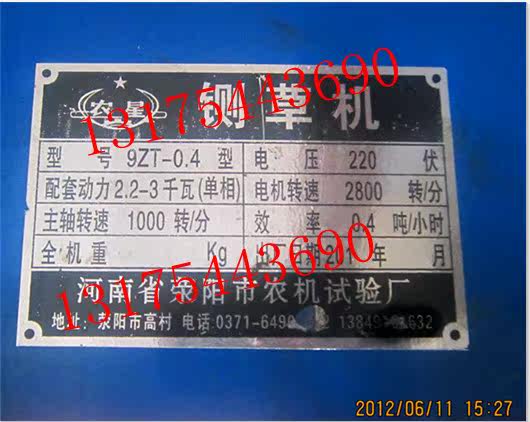 农星 铡草机
13175443690
型号 9ZT-0.4 型 电压 220 伏
配套动力 2.2-3 千瓦(单相) 电机转速 2800 转/分
主轴转速 1000 转/分 效率 0.4 吨/小时
全机重 Kg 日期 年 月
13175443690
河南省荥阳市农机试验厂
地址: 荥阳市高村 电话:0371-6490
2012/06/11 15:27